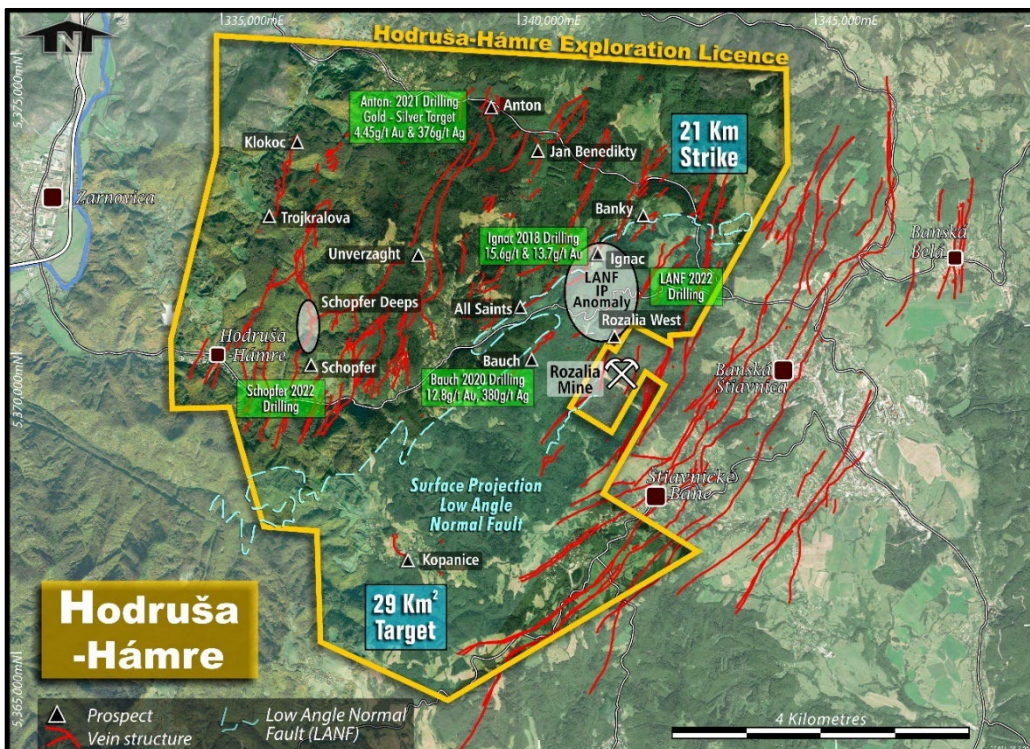 335,000mE
340,000mE
345,000mE
N
Hodruša-Hámre Exploration Licence
5,375,000mN
Anton: 2021 Drilling
Gold - Silver Target
4.45g/t Au & 376g/t Ag
Anton
21 Km
Strike
Klokoc
Jan Benedikty
Žarnovica
Trojkralova
Banky
Unverzaght
Ignac 2018 Drilling
15.6g/t & 13.7g/t Au
Ignac
LANF
IP
Anomaly
LANF 2022
Drilling
Banská
Belá
Schopfer Deeps
All Saints
Rozalia West
Hodruša
-Hámre
Schopfer
Bauch
Rozalia
Mine
Banská
Štiavnica
5,370,000mN
Schopfer 2022
Drilling
Bauch 2020 Drilling
12.8g/t Au, 380g/t Ag
Surface Projection
Low Angle
Normal Fault
Štiavnické
Bane
Kopanice
29 Km²
Target
Hodruša
-Hámre
5,365,000mN
Prospect
Vein structure
Low Angle Normal
Fault (LANF)
4 Kilometres